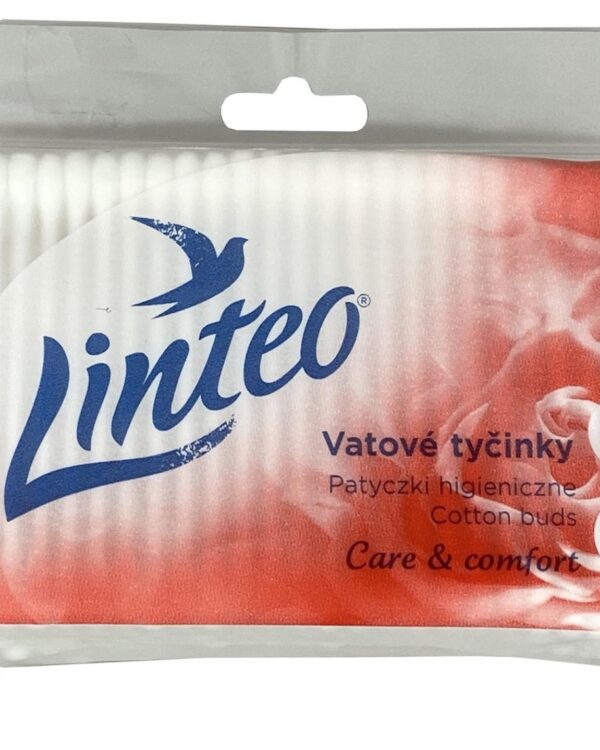 Linteo®
Vatové tyčinky
Patyczki higieniczne
Cotton buds
Care & comfort